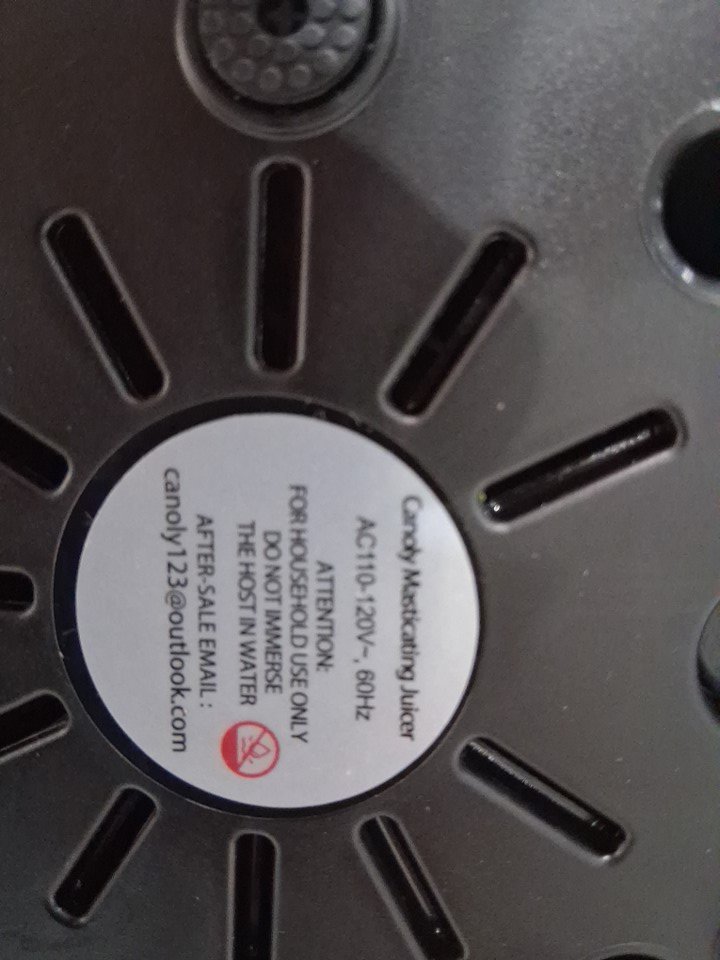 Canoly Masticating Juicer
AC110-120V~, 60Hz
ATTENTION:
FOR HOUSEHOLD USE ONLY
DO NOT IMMERSE
THE HOST IN WATER
AFTER-SALE EMAIL :
canoly123@outlook.com